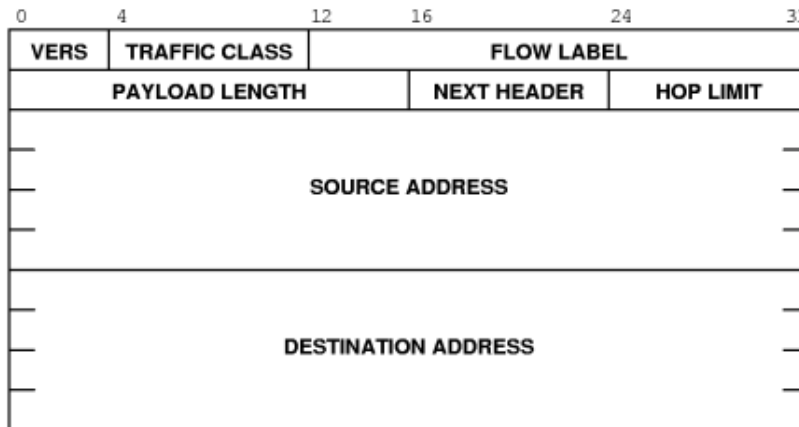 0 4 12 16 24
VERS TRAFFIC CLASS FLOW LABEL
PAYLOAD LENGTH NEXT HEADER HOP LIMIT
SOURCE ADDRESS
DESTINATION ADDRESS